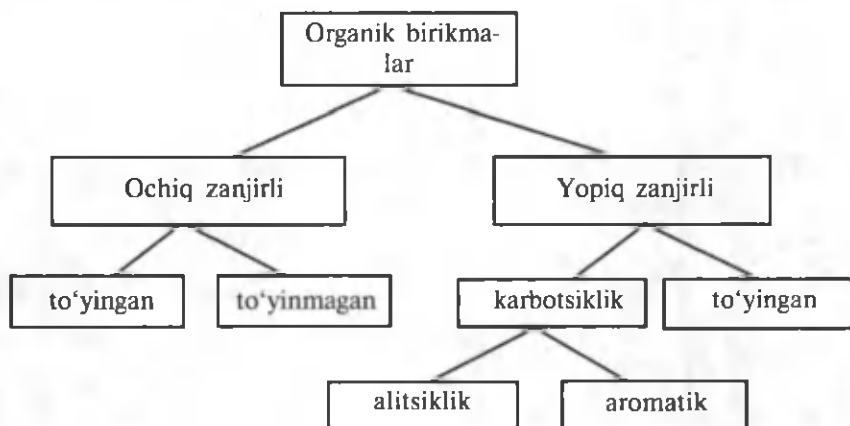 Organik birikma-
lar
Ochiq zanjirli
Yopiq zanjirli
to‘yingan
to‘yinmagan
karbotsiklik
to‘yingan
alitsiklik
aromatik